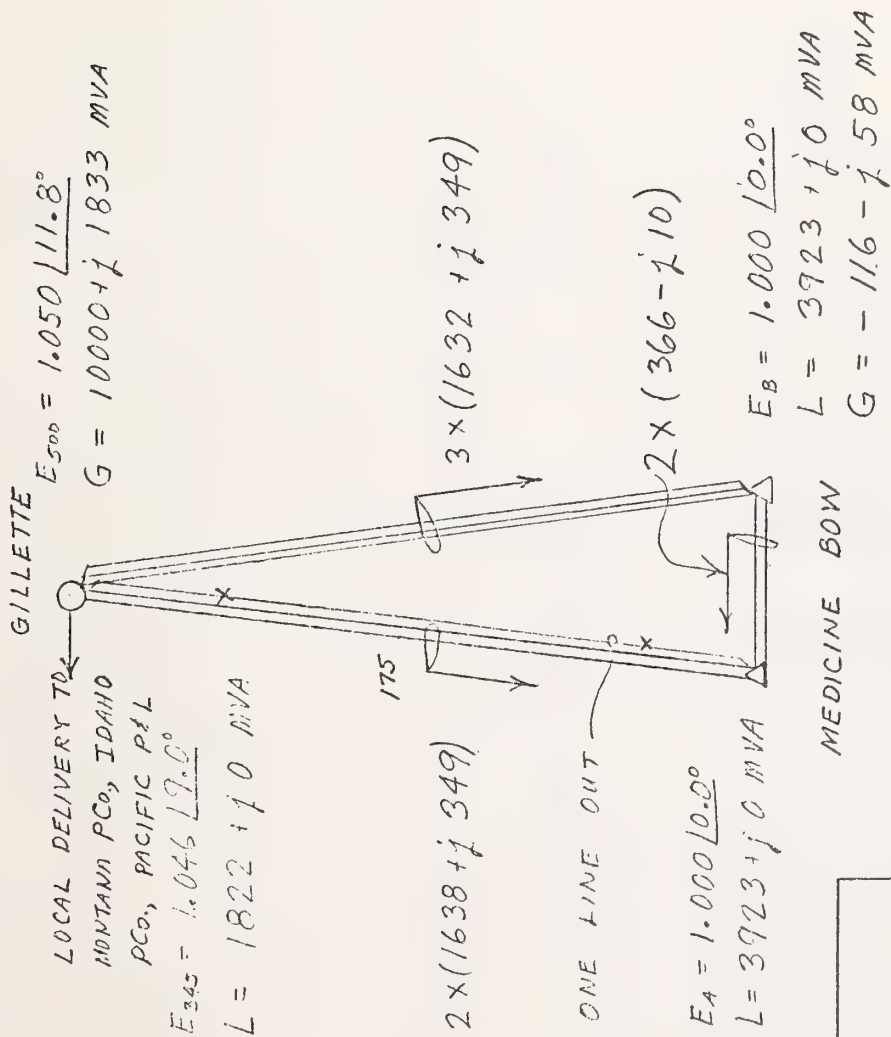 GILLETTE
E500 = 1.050 ∠11.8°
G = 10000 + j 1833 MVA
LOCAL DELIVERY TO
MONTANA PCO., IDAHO
PCO., PACIFIC P&L
E345 = 1.046 ∠9.0°
L = 1822 + j 0 MVA
175
3 x (1632 + j 349)
2 x (1638 + j 349)
2 x (366 - j 10)
ONE LINE OUT
EA = 1.000 ∠0.0°
L = 3923 + j 0 MVA
EB = 1.000 ∠0.0°
L = 3923 + j 0 MVA
G = -116 - j 58 MVA
MEDICINE BOW